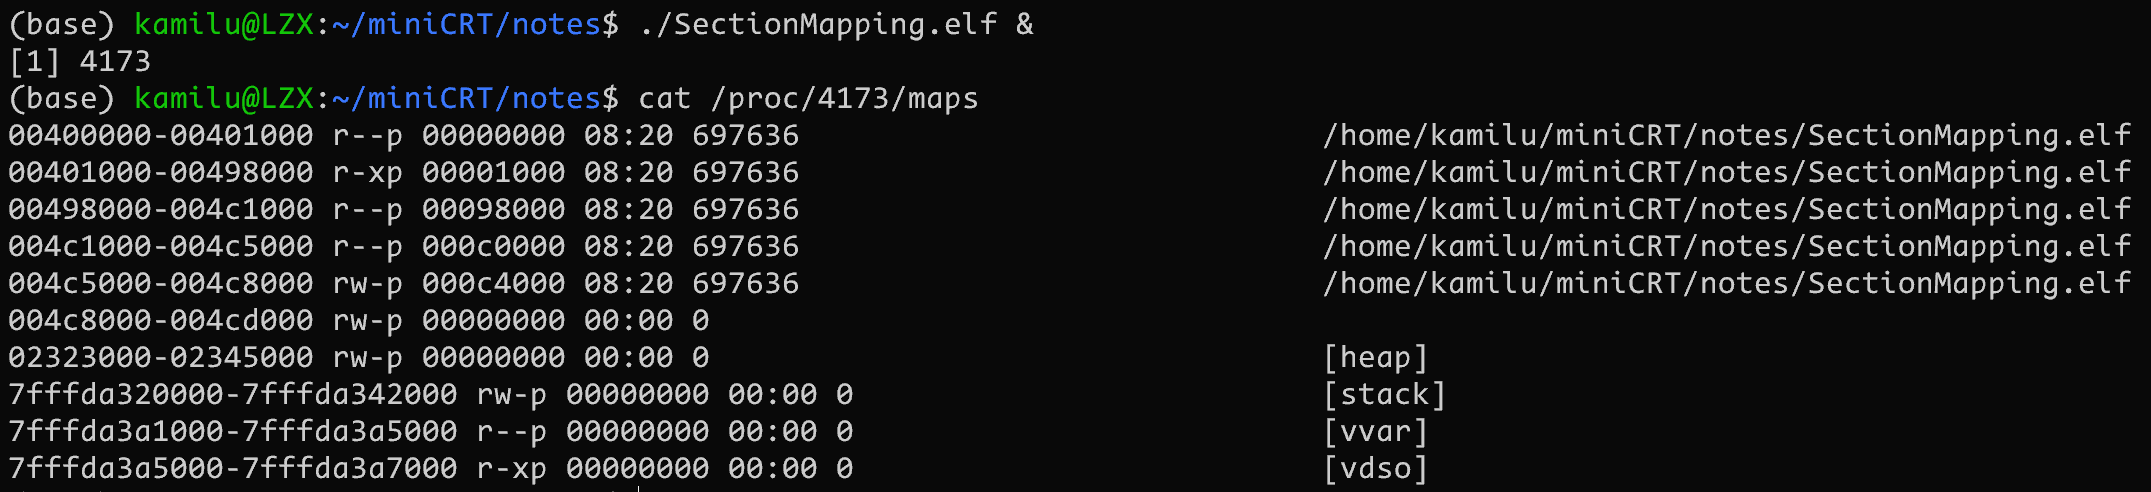 (base) kamilu@LZX:~/miniCRT/notes$ ./SectionMapping.elf &
[1] 4173
(base) kamilu@LZX:~/miniCRT/notes$ cat /proc/4173/maps
00400000-00401000 r--p 00000000 08:20 697636 /home/kamilu/miniCRT/notes/SectionMapping.elf
00401000-00498000 r-xp 00001000 08:20 697636 /home/kamilu/miniCRT/notes/SectionMapping.elf
00498000-004c1000 r--p 00098000 08:20 697636 /home/kamilu/miniCRT/notes/SectionMapping.elf
004c1000-004c5000 r--p 000c0000 08:20 697636 /home/kamilu/miniCRT/notes/SectionMapping.elf
004c5000-004c8000 rw-p 000c4000 08:20 697636 /home/kamilu/miniCRT/notes/SectionMapping.elf
004c8000-004cd000 rw-p 00000000 00:00 0
02323000-02345000 rw-p 00000000 00:00 0 [heap]
7fffda320000-7fffda342000 rw-p 00000000 00:00 0 [stack]
7fffda3a1000-7fffda3a5000 r--p 00000000 00:00 0 [vvar]
7fffda3a5000-7fffda3a7000 r-xp 00000000 00:00 0 [vdso]